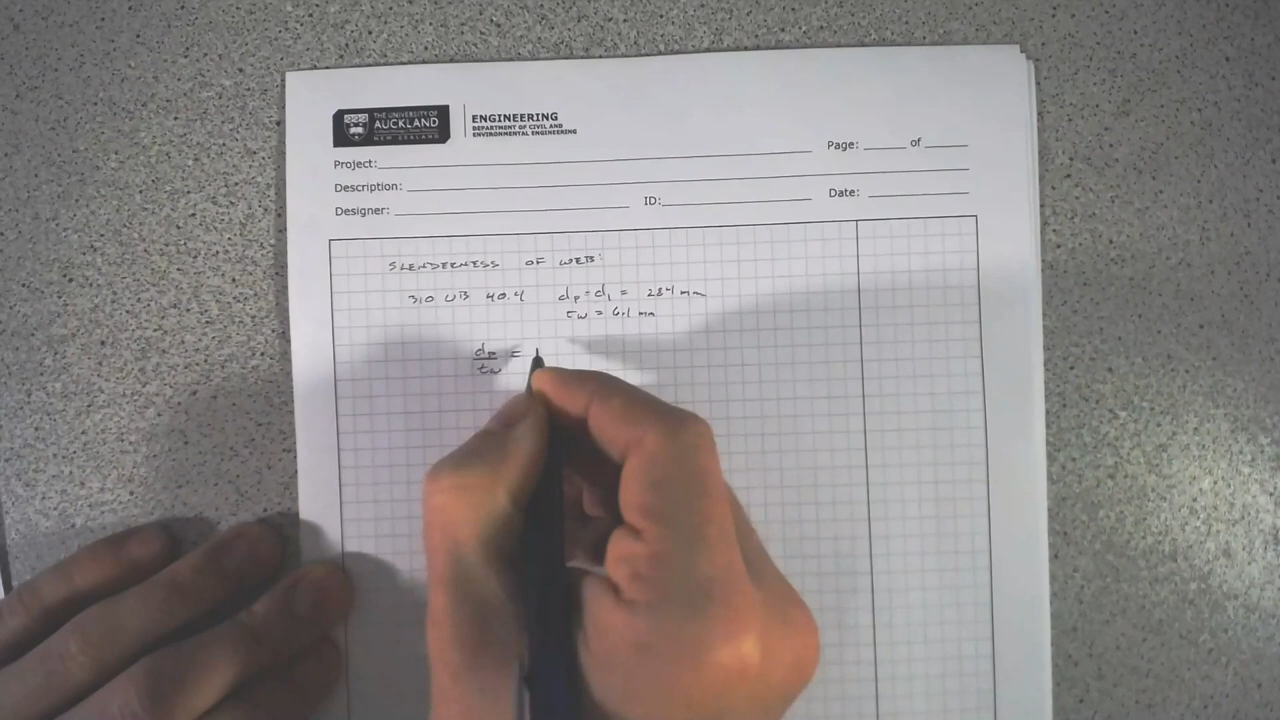 THE UNIVERSITY OF
AUCKLAND
NEW ZEALAND
ENGINEERING
DEPARTMENT OF CIVIL AND
ENVIRONMENTAL ENGINEERING
Project:
Page: of
Description:
Designer: ID: Date:
SLENDERNESS OF WEB:
310 UB 40.4 dp = d1 = 284 mm
tw = 6.1 mm
dp
tw =